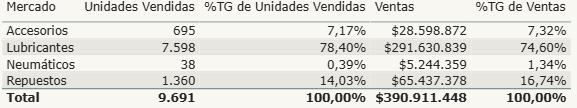 Mercado Unidades Vendidas %TG de Unidades Vendidas Ventas %TG de Ventas
Accesorios 695 7,17% $28.598.872 7,32%
Lubricantes 7.598 78,40% $291.630.839 74,60%
Neumáticos 38 0,39% $5.244.359 1,34%
Repuestos 1.360 14,03% $65.437.378 16,74%
Total 9.691 100,00% $390.911.448 100,00%